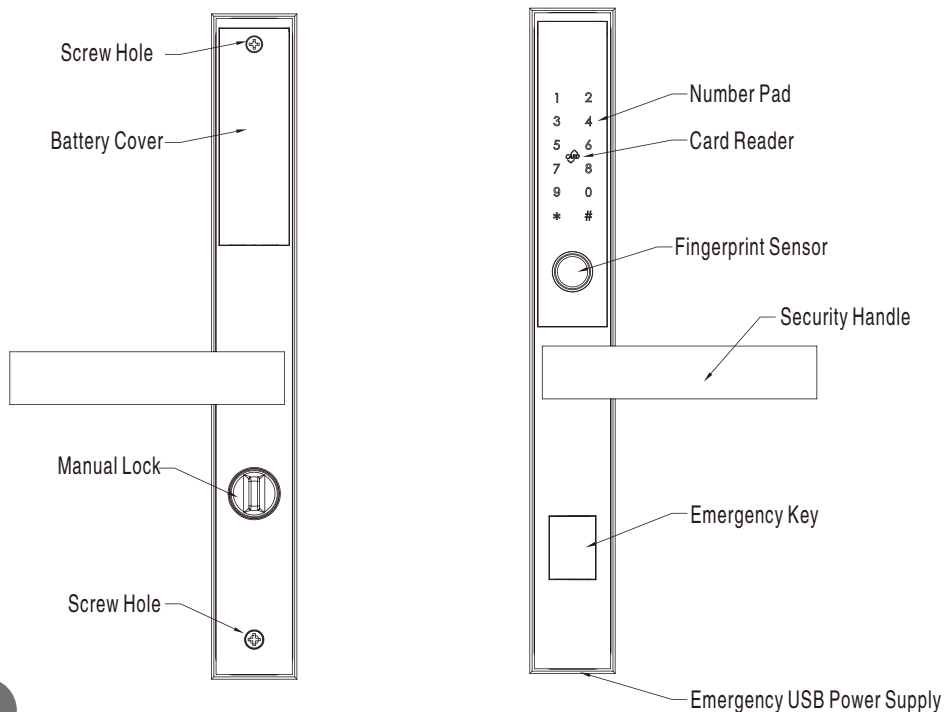 Screw Hole
Battery Cover
Manual Lock
Screw Hole
1 2
3 4
5 6
7 8
9 0
* #
Number Pad
Card Reader
Fingerprint Sensor
Security Handle
Emergency Key
Emergency USB Power Supply